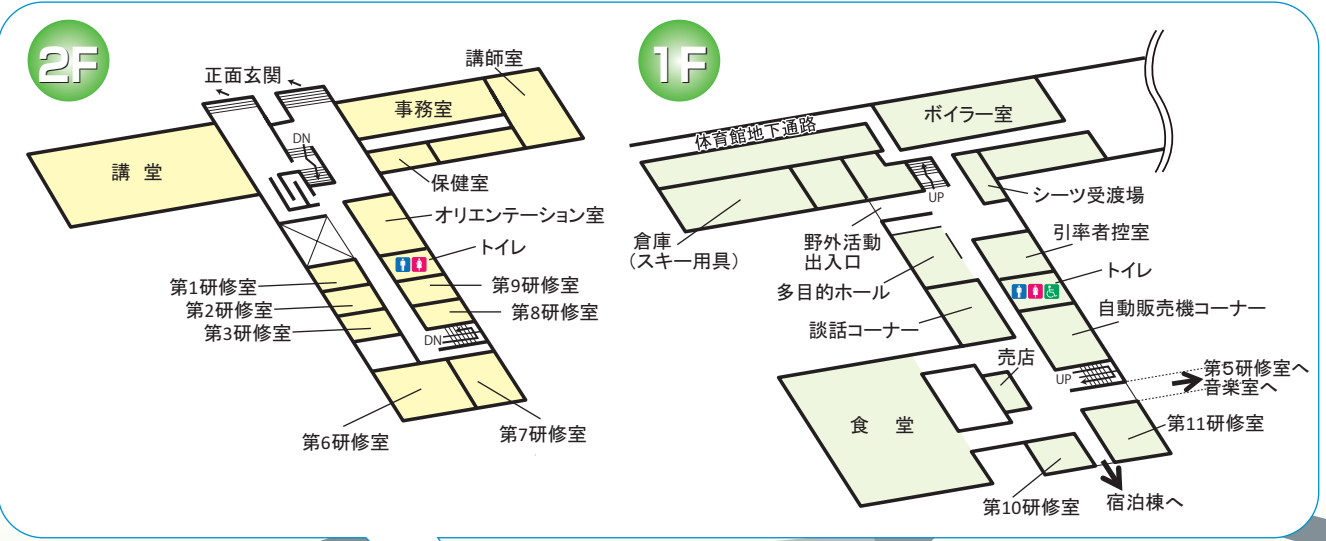 2F
正面玄関
講師室
事務室
DN
講 堂
保健室
オリエンテーション室
トイレ
第1研修室
第9研修室
第2研修室
第8研修室
第3研修室
DN
第6研修室
第7研修室
1F
ボイラー室
体育館地下通路
シーツ受渡場
UP
倉庫
(スキー用具)
野外活動
出入口
引率者控室
多目的ホール
トイレ
談話コーナー
自動販売機コーナー
売店
UP
第5研修室へ
音楽室へ
食 堂
第11研修室
第10研修室
宿泊棟へ